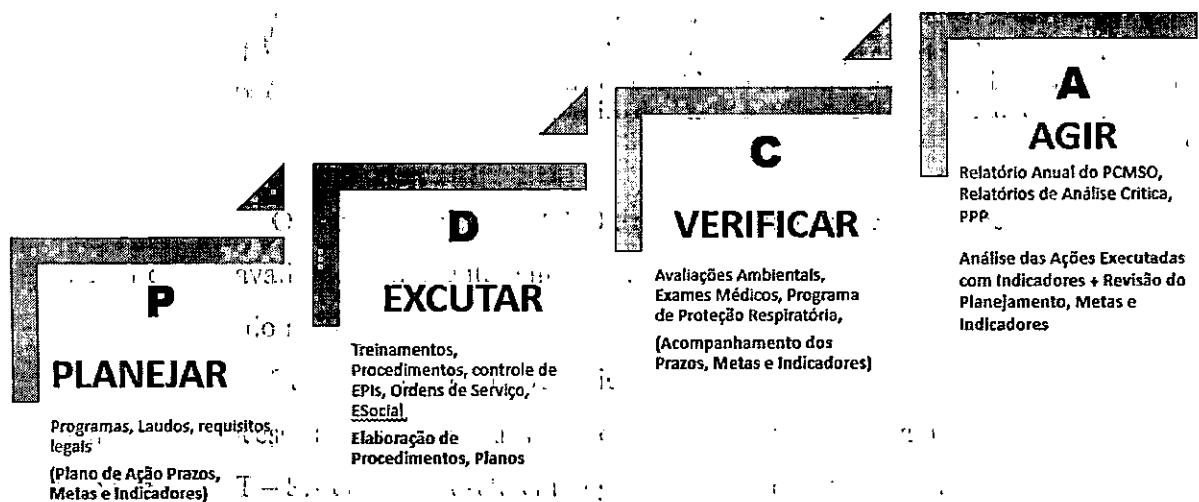 P
PLANEJAR
Programas, Laudos, requisitos
legais
(Plano de Ação Prazos,
Metas e Indicadores)
D
EXCUTAR
Treinamentos,
Procedimentos, controle de
EPIs, Ordens de Serviço,
ESocial
Elaboração de
Procedimentos, Planos
C
VERIFICAR
Avaliações Ambientais,
Exames Médicos, Programa
de Proteção Respiratória,
(Acompanhamento dos
Prazos, Metas e Indicadores)
A
AGIR
Relatório Anual do PCMSO,
Relatórios de Análise Crítica,
PPP
Análise das Ações Executadas
com Indicadores + Revisão do
Planejamento, Metas e
Indicadores